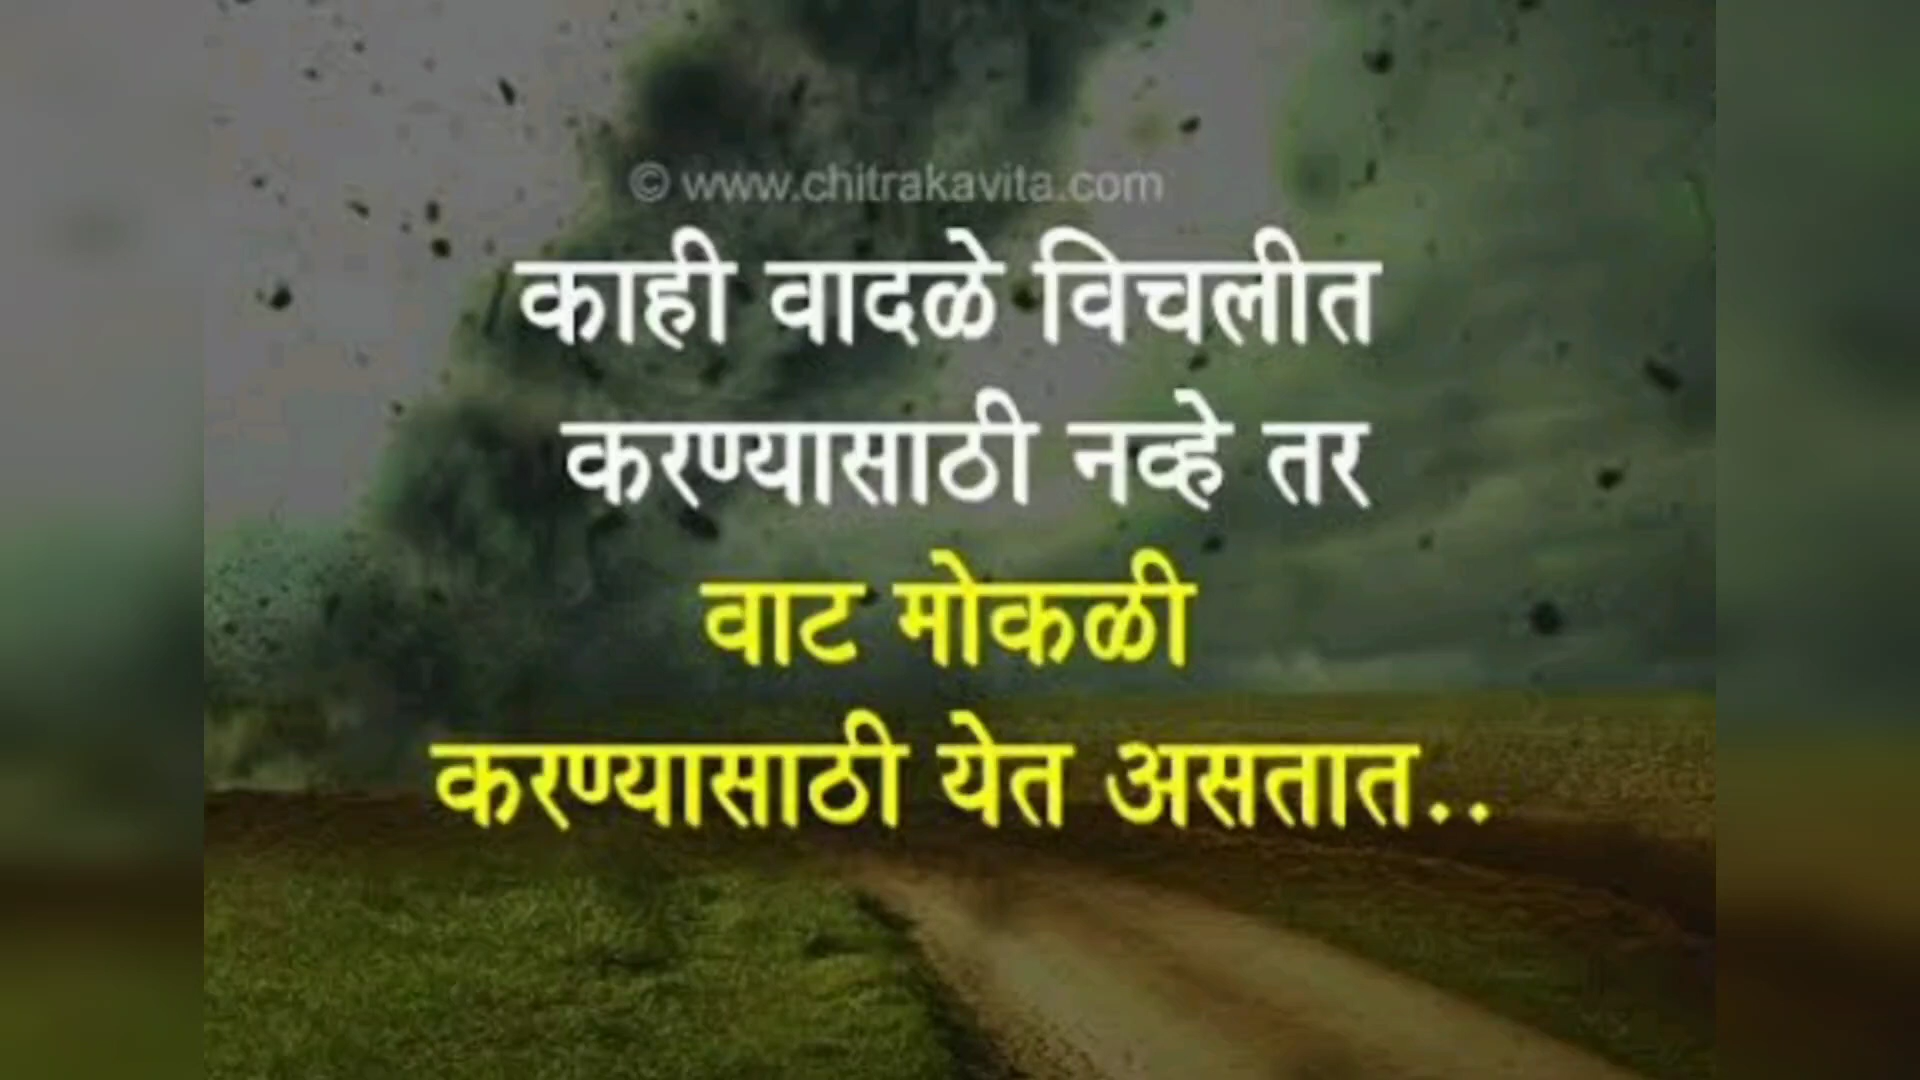 © www.chitrakavita.com
काही वादळे विचलीत
करण्यासाठी नव्हे तर
वाट मोकळी
करण्यासाठी येत असतात..